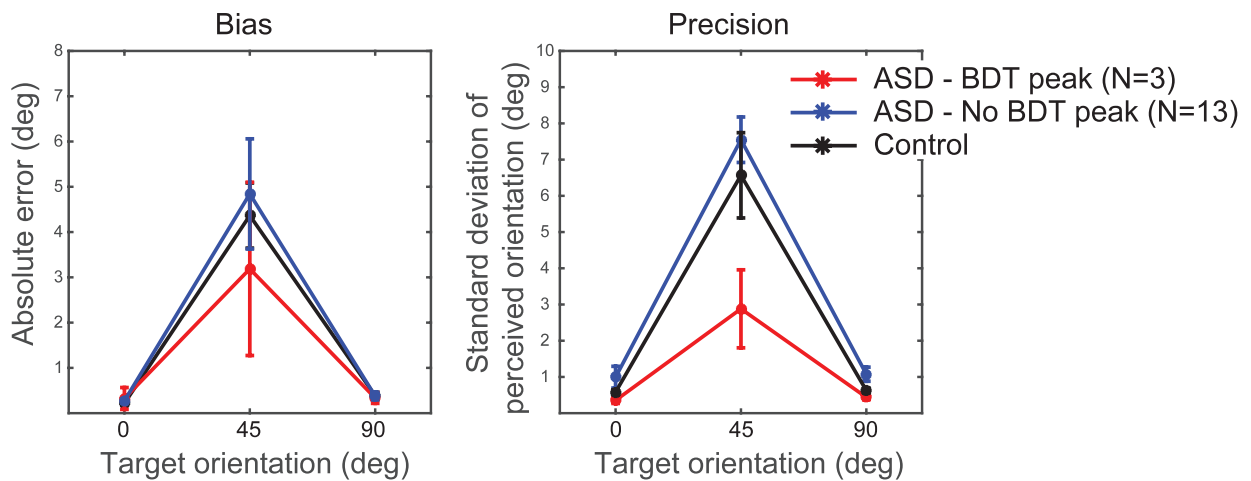 Bias
Absolute error (deg)
8
7
6
5
4
3
2
1
0 45 90
Target orientation (deg)
Precision
Standard deviation of
perceived orientation (deg)
10
9
8
7
6
5
4
3
2
1
0 45 90
Target orientation (deg)
ASD - BDT peak (N=3)
ASD - No BDT peak (N=13)
Control